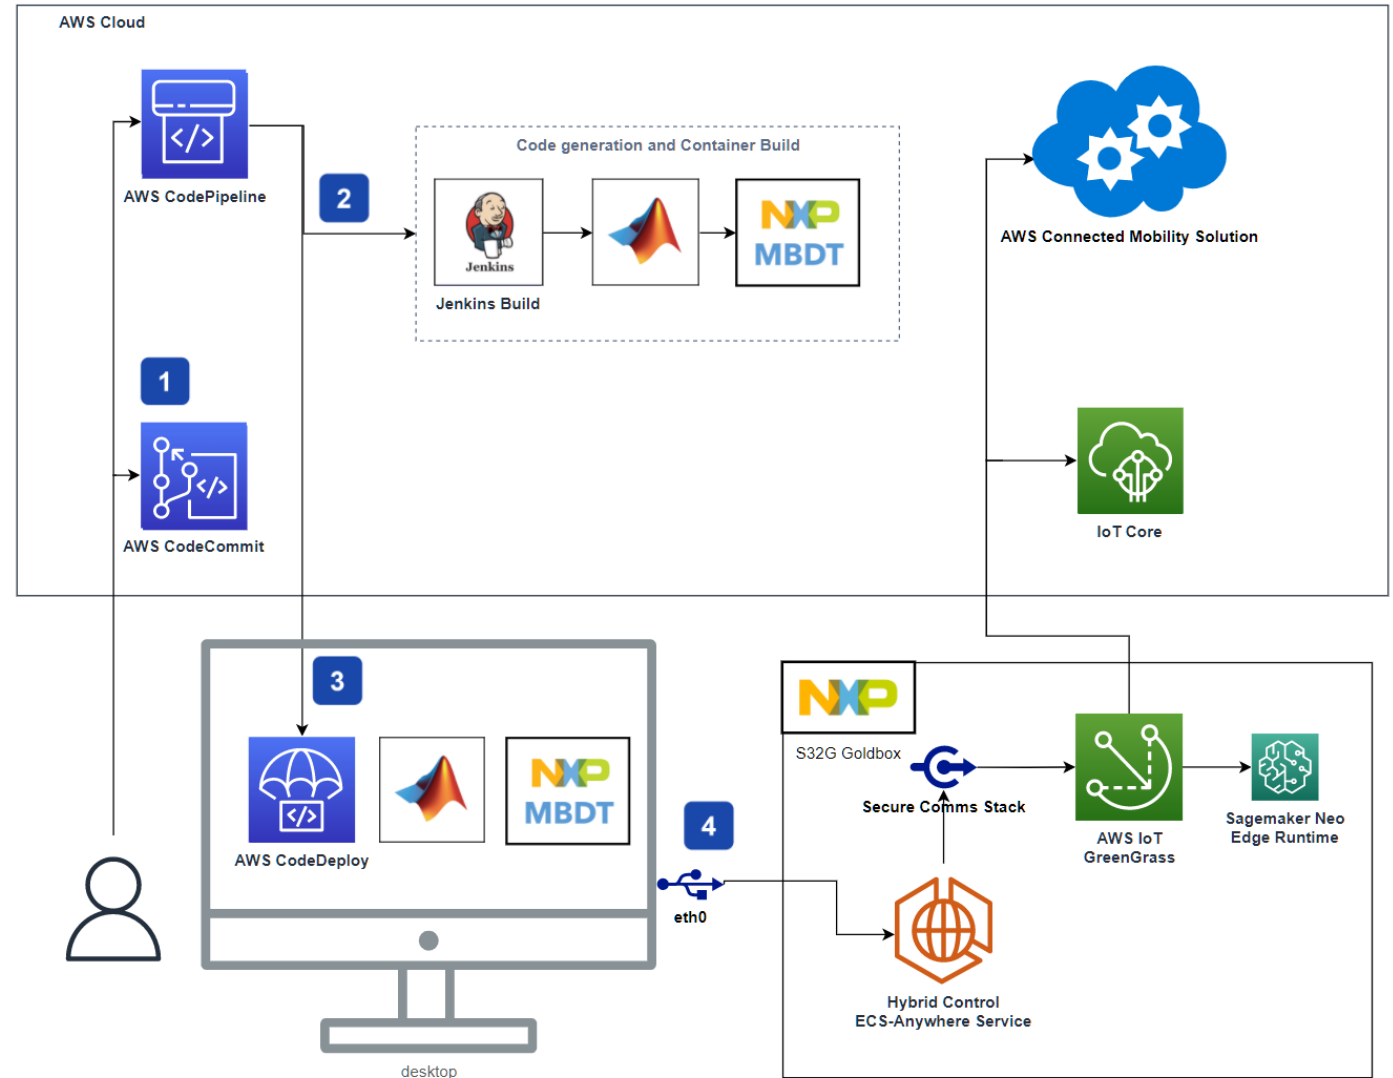 AWS Cloud
AWS CodePipeline
2
Code generation and Container Build
Jenkins
Jenkins Build
NXP
MBDT
AWS Connected Mobility Solution
1
AWS CodeCommit
IoT Core
3
AWS CodeDeploy
NXP
MBDT
4
eth0
desktop
NXP
S32G Goldbox
Secure Comms Stack
AWS IoT
GreenGrass
Sagemaker Neo
Edge Runtime
Hybrid Control
ECS-Anywhere Service